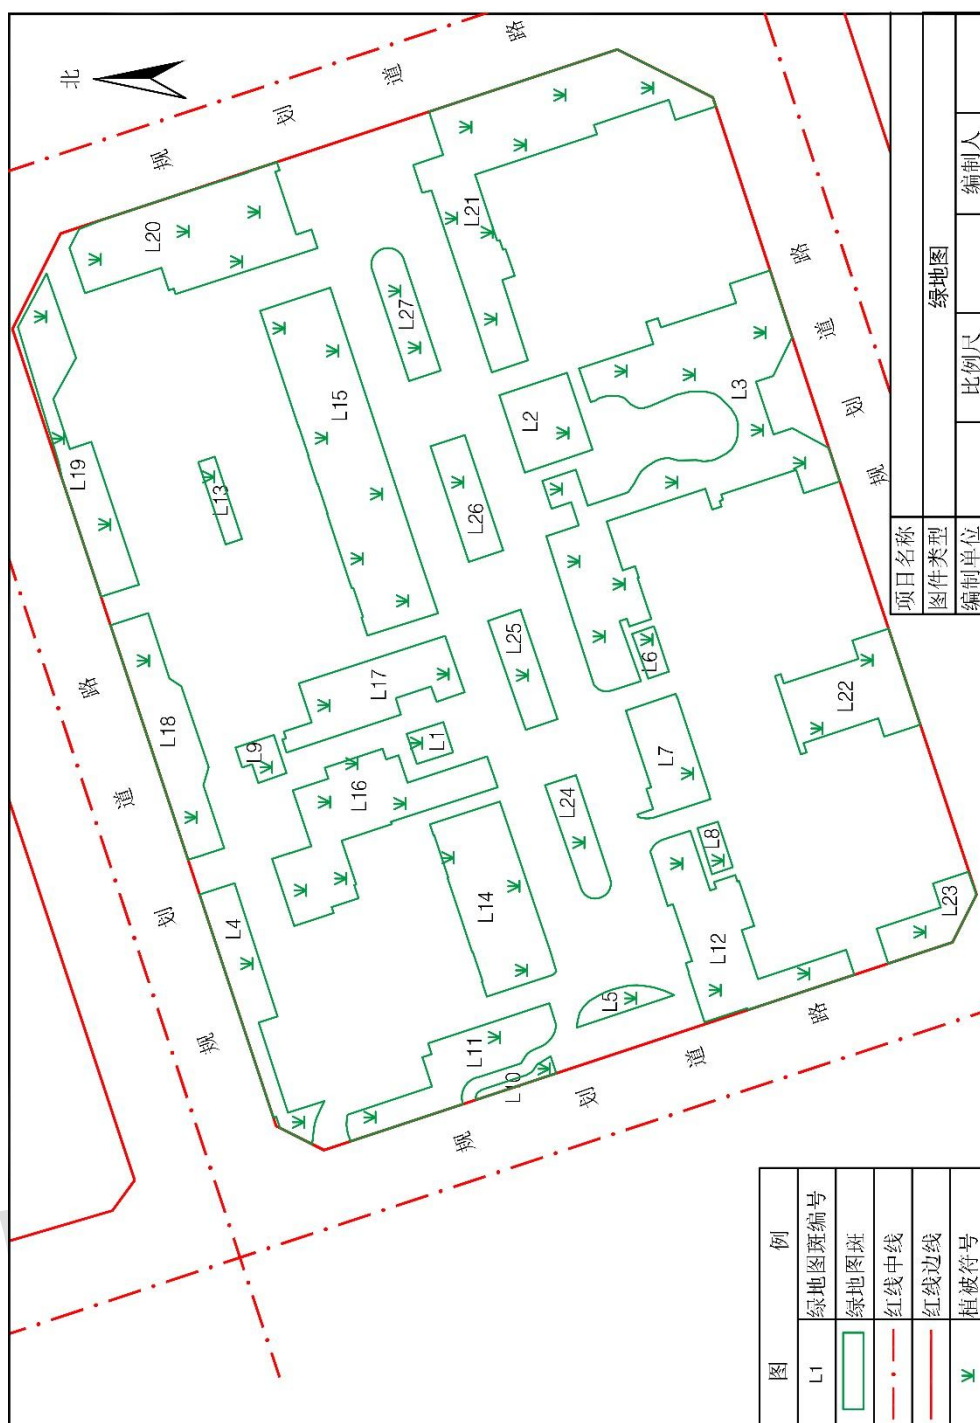 北
规划道路
规划道路
规划道路
规划道路
L20
L19
L13
L15
L27
L21
L2
L3
L26
L25
L18
L9
L17
L1
L16
L6
L7
L22
L24
L8
L14
L4
L12
L23
L5
L11
L10
图例
L1 绿地图斑编号
绿地图斑
红线中线
红线边线
植被符号
项目名称
图件类型 绿地图
编制单位 比例尺 编制人